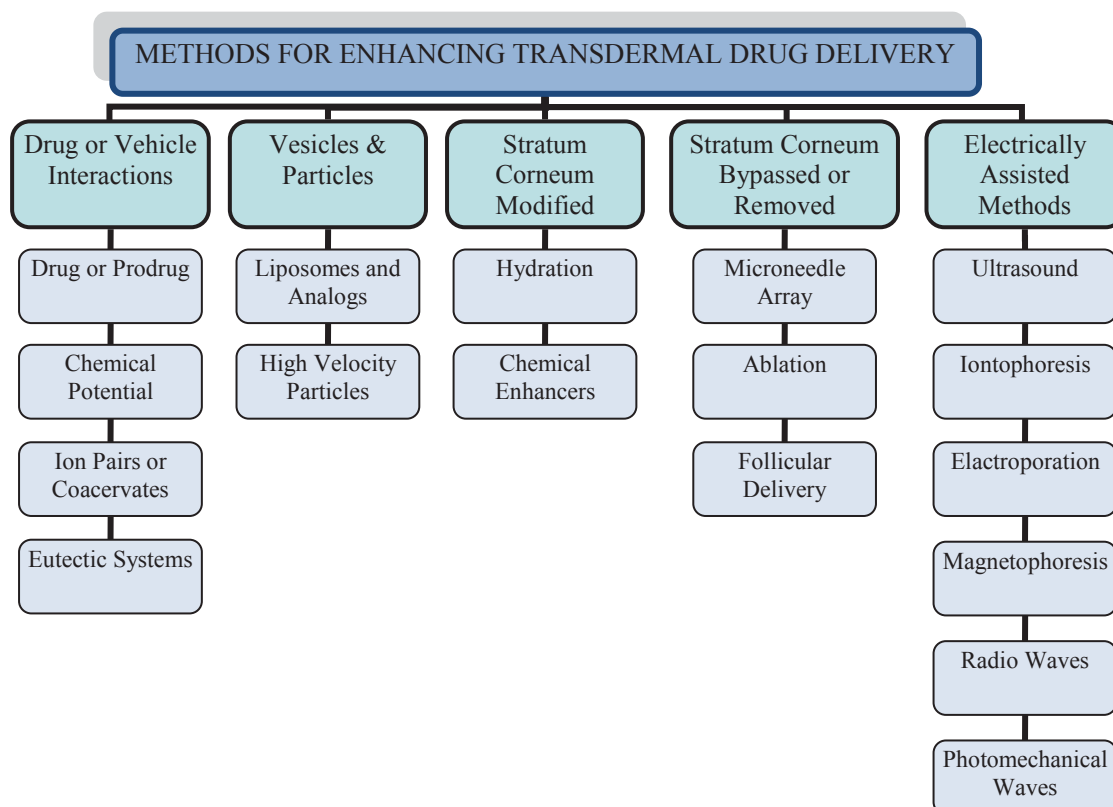 METHODS FOR ENHANCING TRANSDERMAL DRUG DELIVERY
Drug or Vehicle
Interactions
Drug or Prodrug
Chemical
Potential
Ion Pairs or
Coacervates
Eutectic Systems
Vesicles &
Particles
Liposomes and
Analogs
High Velocity
Particles
Stratum
Corneum
Modified
Hydration
Chemical
Enhancers
Stratum Corneum
Bypassed or
Removed
Microneedle
Array
Ablation
Follicular
Delivery
Electrically
Assisted
Methods
Ultrasound
Iontophoresis
Elactroporation
Magnetophoresis
Radio Waves
Photomechanical
Waves